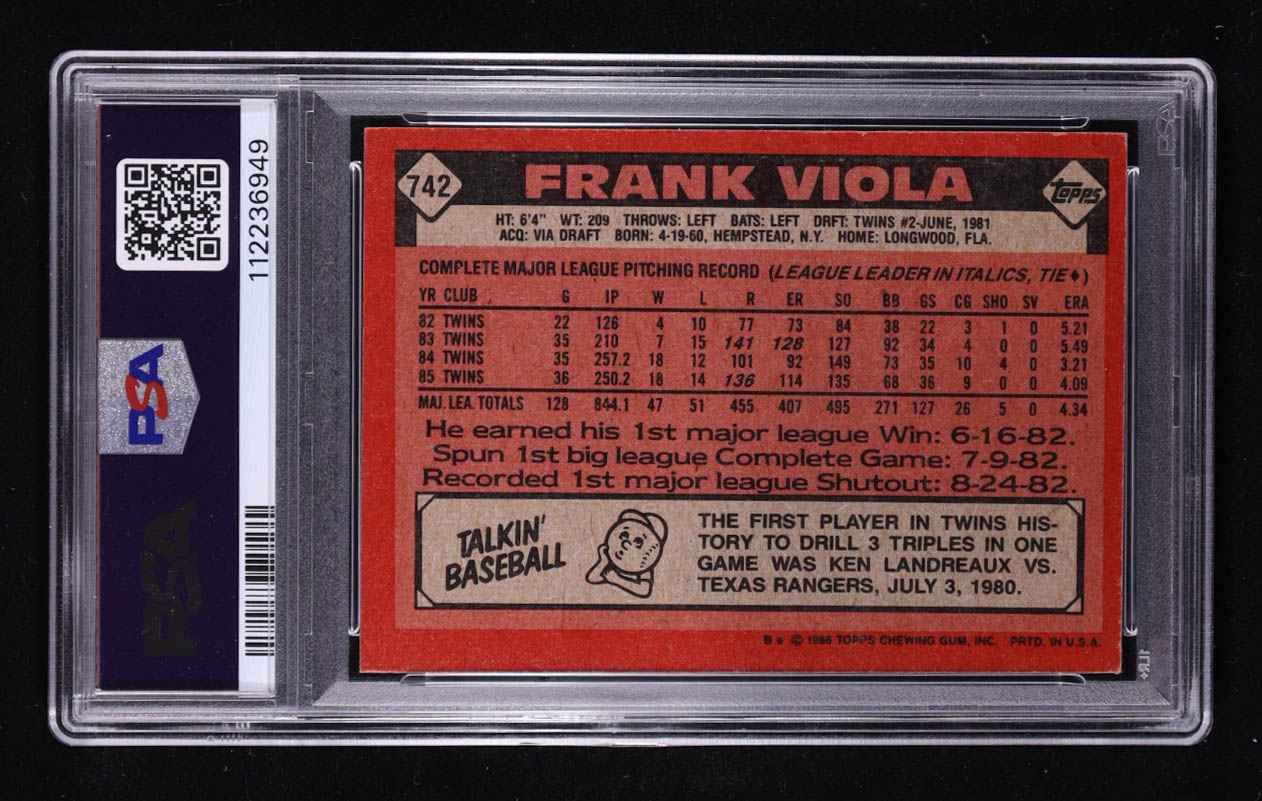 112236949
PSA
PSA
742
FRANK VIOLA
topps
HT: 6'4" WT: 209 THROWS: LEFT BATS: LEFT DRFT: TWINS #2-JUNE, 1981
ACQ: VIA DRAFT BORN: 4-19-60, HEMPSTEAD, N.Y. HOME: LONGWOOD, FLA.
COMPLETE MAJOR LEAGUE PITCHING RECORD (LEAGUE LEADER IN ITALICS, TIE♦)
YR CLUB G IP W L R ER SO BB GS CG SHO SV ERA
82 TWINS 22 126 4 10 77 73 84 38 22 3 1 0 5.21
83 TWINS 35 210 7 15 141 128 127 92 34 4 0 0 5.49
84 TWINS 35 257.2 18 12 101 92 149 73 35 10 4 0 3.21
85 TWINS 36 250.2 18 14 136 114 135 68 36 9 0 0 4.09
MAJ. LEA. TOTALS 128 844.1 47 51 455 407 495 271 127 26 5 0 4.34
He earned his 1st major league Win: 6-16-82.
Spun 1st big league Complete Game: 7-9-82.
Recorded 1st major league Shutout: 8-24-82.
TALKIN'
BASEBALL
THE FIRST PLAYER IN TWINS HIS-
TORY TO DRILL 3 TRIPLES IN ONE
GAME WAS KEN LANDREAUX VS.
TEXAS RANGERS, JULY 3, 1980.
B * © 1986 TOPPS CHEWING GUM, INC. PRTD. IN U.S.A.
PSA